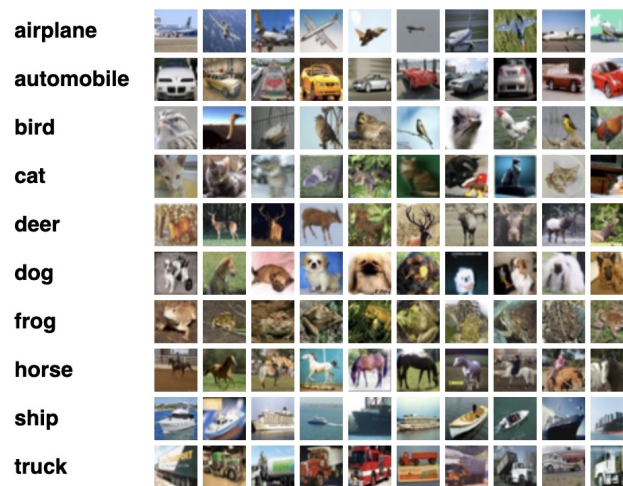 airplane
automobile
bird
cat
deer
dog
frog
horse
ship
truck